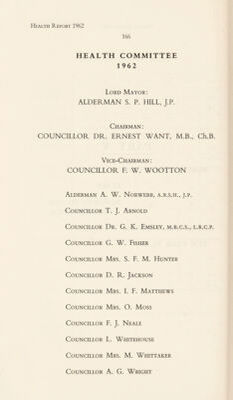 Health Report 1962
166
HEALTH COMMITTEE
1962
Lord Mayor:
ALDERMAN S. P. HILL, J.P.
Chairman:
COUNCILLOR DR. ERNEST WANT, M.B., Ch.B.
Vice-Chairman:
COUNCILLOR F. W. WOOTTON
Alderman A. W. Norwebb, A.R.S.H., J.P.
Councillor T. J. Arnold
Councillor Dr. G. K. Emsley, M.R.C.S., L.R.C.P.
Councillor G. W. Fisher
Councillor Mrs. S. F. M. Hunter
Councillor D. R. Jackson
Councillor Mrs. I. F. Matthews
Councillor Mrs. O. Moss
Councillor F. J. Neale
Councillor L. Whitehouse
Councillor Mrs. M. Whittaker
Councillor A. G. Wright